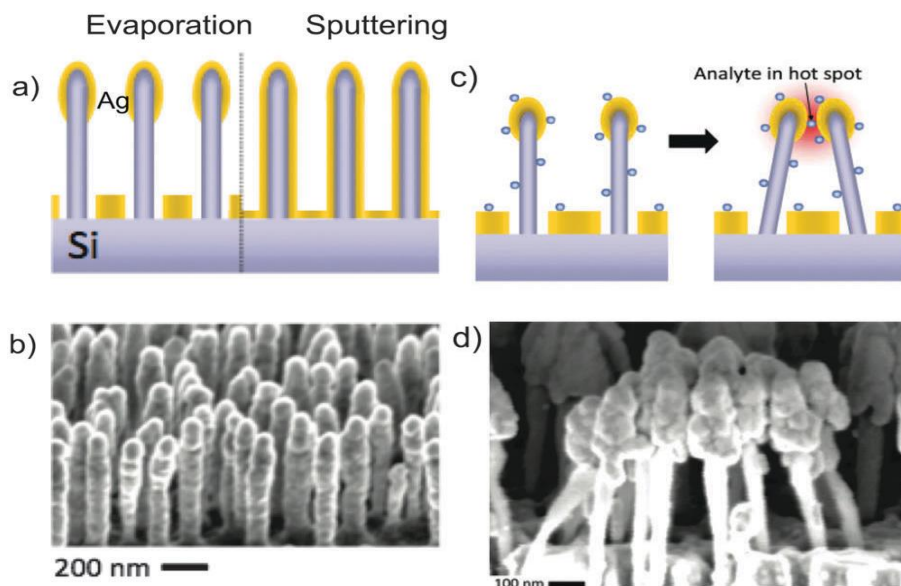 Evaporation Sputtering
a)
Ag
Si
c)
Analyte in hot spot
b)
200 nm
d)
100 nm